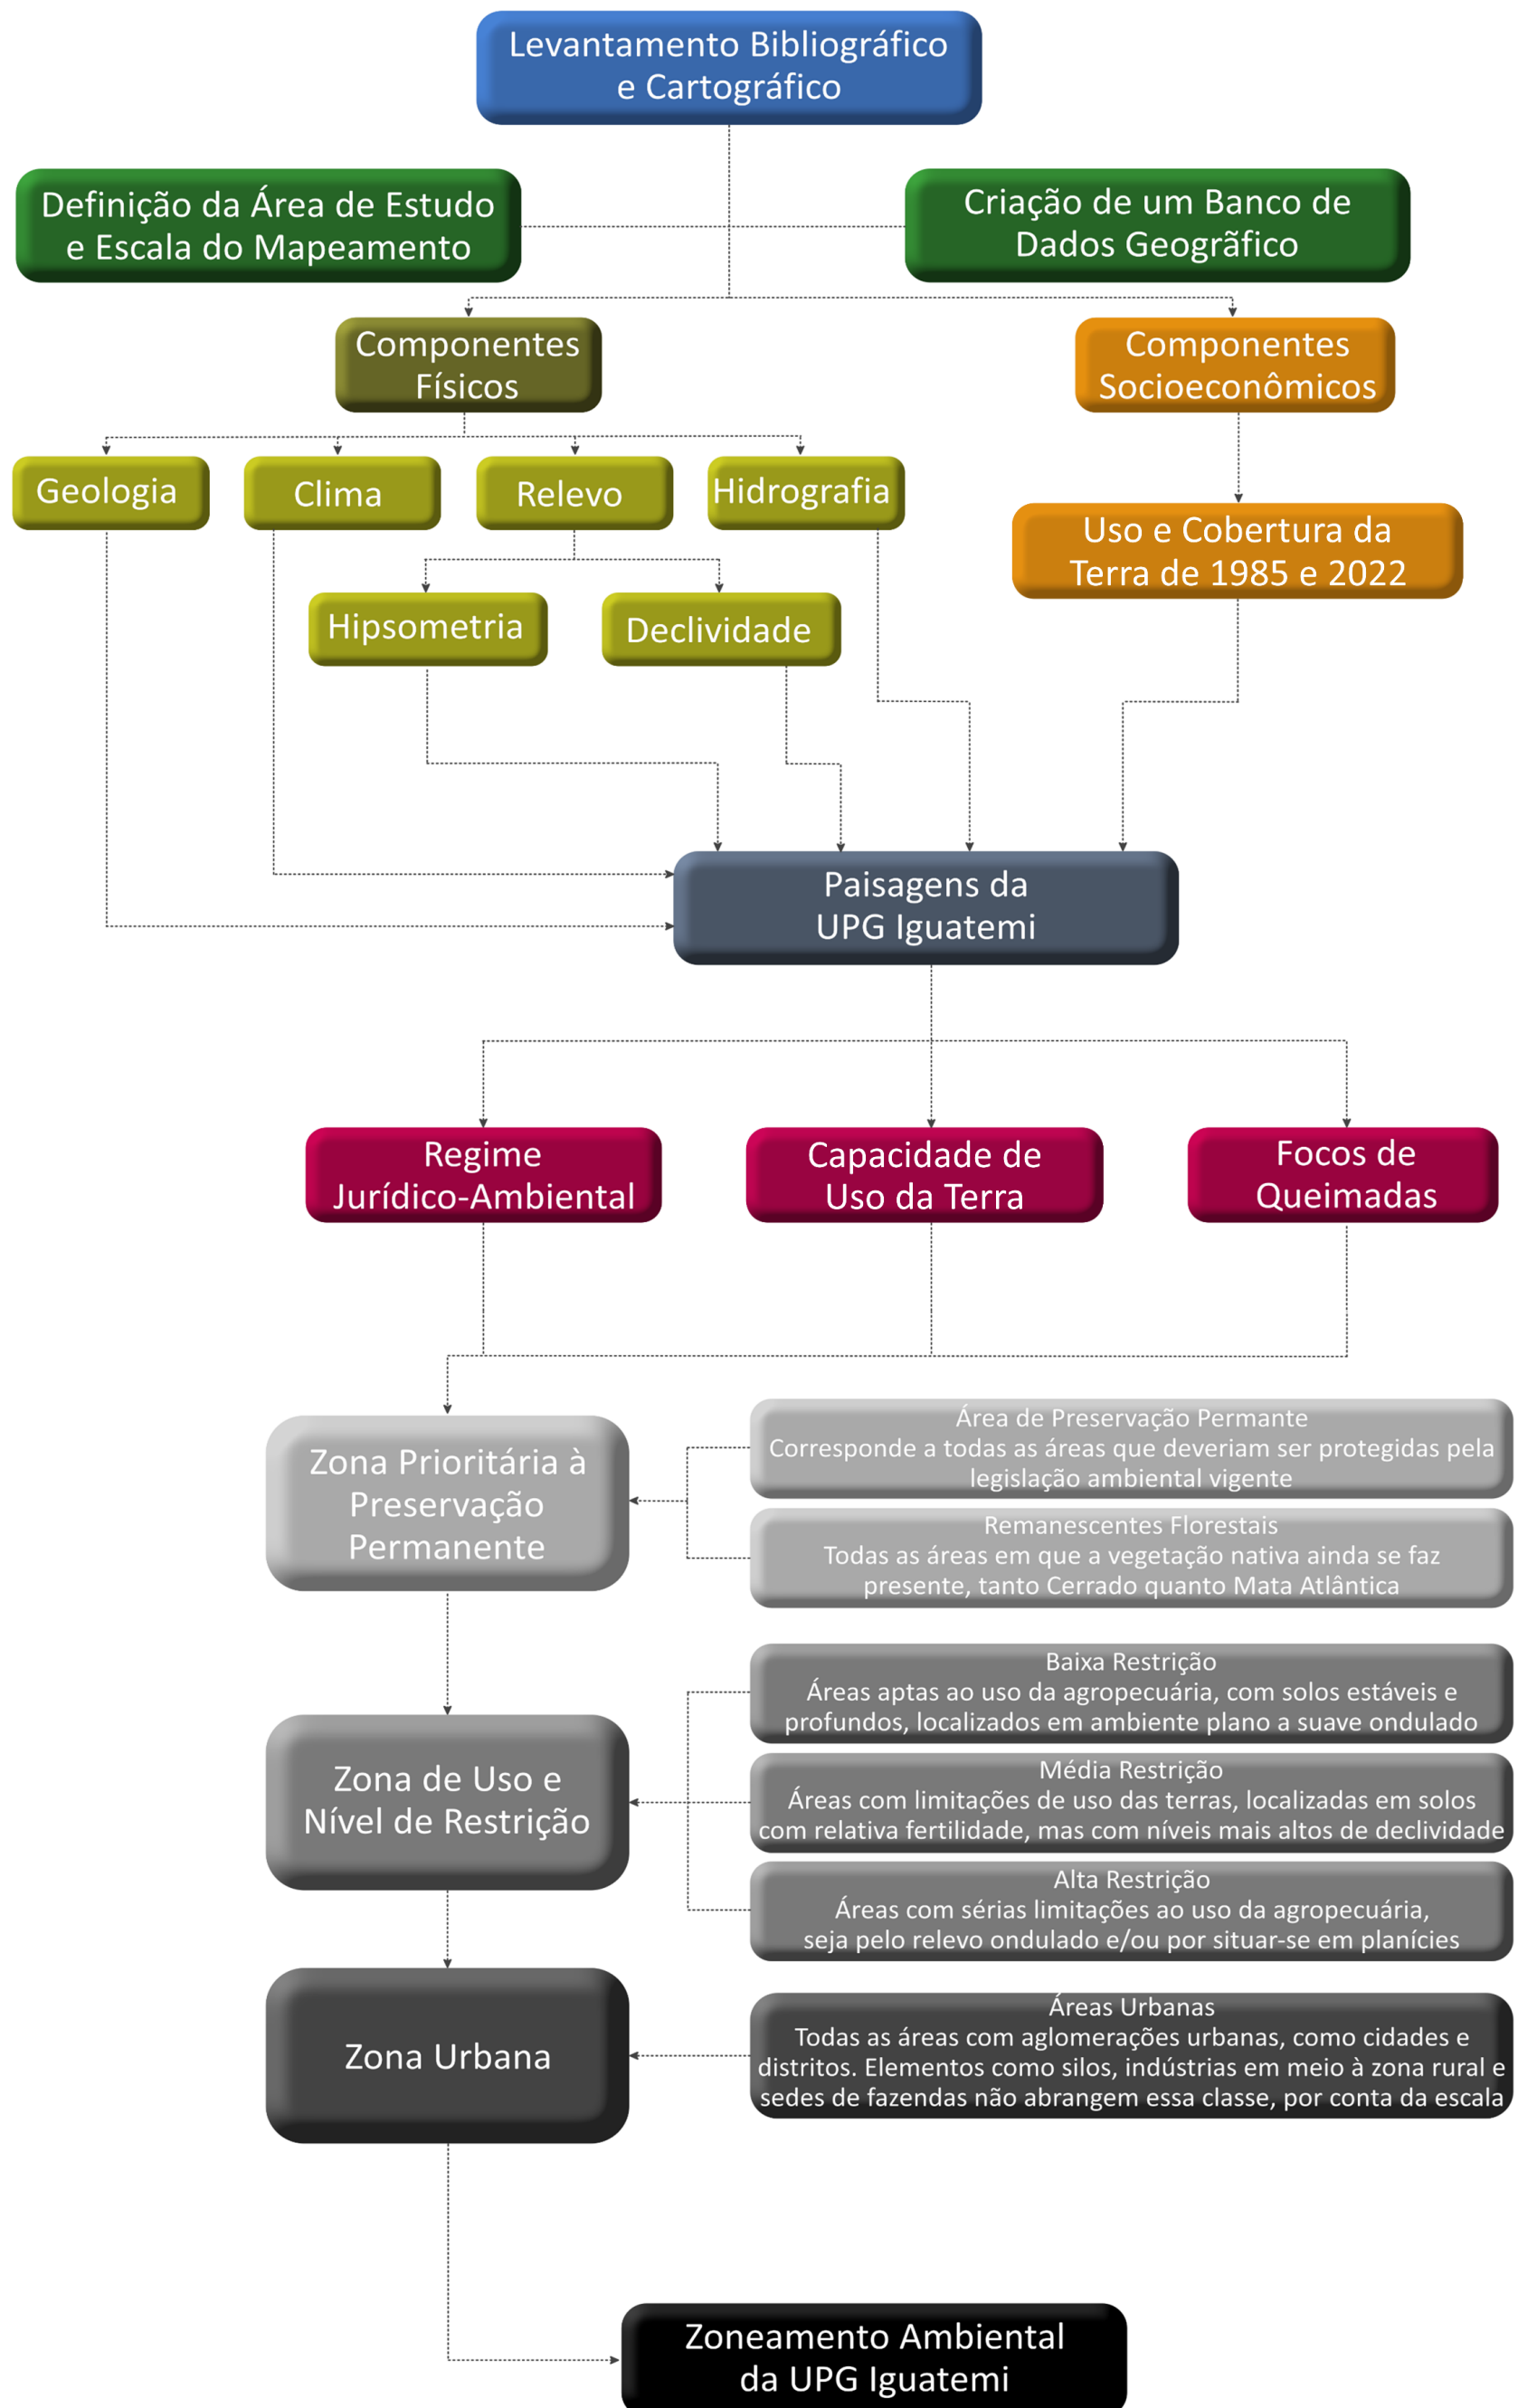 Levantamento Bibliográfico
e Cartográfico
Definição da Área de Estudo
e Escala do Mapeamento
Criação de um Banco de
Dados Geogrãfico
Componentes
Físicos
Componentes
Socioeconômicos
Geologia
Clima
Relevo
Hidrografia
Uso e Cobertura da
Terra de 1985 e 2022
Hipsometria
Declividade
Paisagens da
UPG Iguatemi
Regime
Jurídico-Ambiental
Capacidade de
Uso da Terra
Focos de
Queimadas
Zona Prioritária à
Preservação
Permanente
Área de Preservação Permante
Corresponde a todas as áreas que deveriam ser protegidas pela
legislação ambiental vigente
Remanescentes Florestais
Todas as áreas em que a vegetação nativa ainda se faz
presente, tanto Cerrado quanto Mata Atlântica
Zona de Uso e
Nível de Restrição
Baixa Restrição
Áreas aptas ao uso da agropecuária, com solos estáveis e
profundos, localizados em ambiente plano a suave ondulado
Média Restrição
Áreas com limitações de uso das terras, localizadas em solos
com relativa fertilidade, mas com níveis mais altos de declividade
Alta Restrição
Áreas com sérias limitações ao uso da agropecuária,
seja pelo relevo ondulado e/ou por situar-se em planícies
Zona Urbana
Áreas Urbanas
Todas as áreas com aglomerações urbanas, como cidades e
distritos. Elementos como silos, indústrias em meio à zona rural e
sedes de fazendas não abrangem essa classe, por conta da escala
Zoneamento Ambiental
da UPG Iguatemi